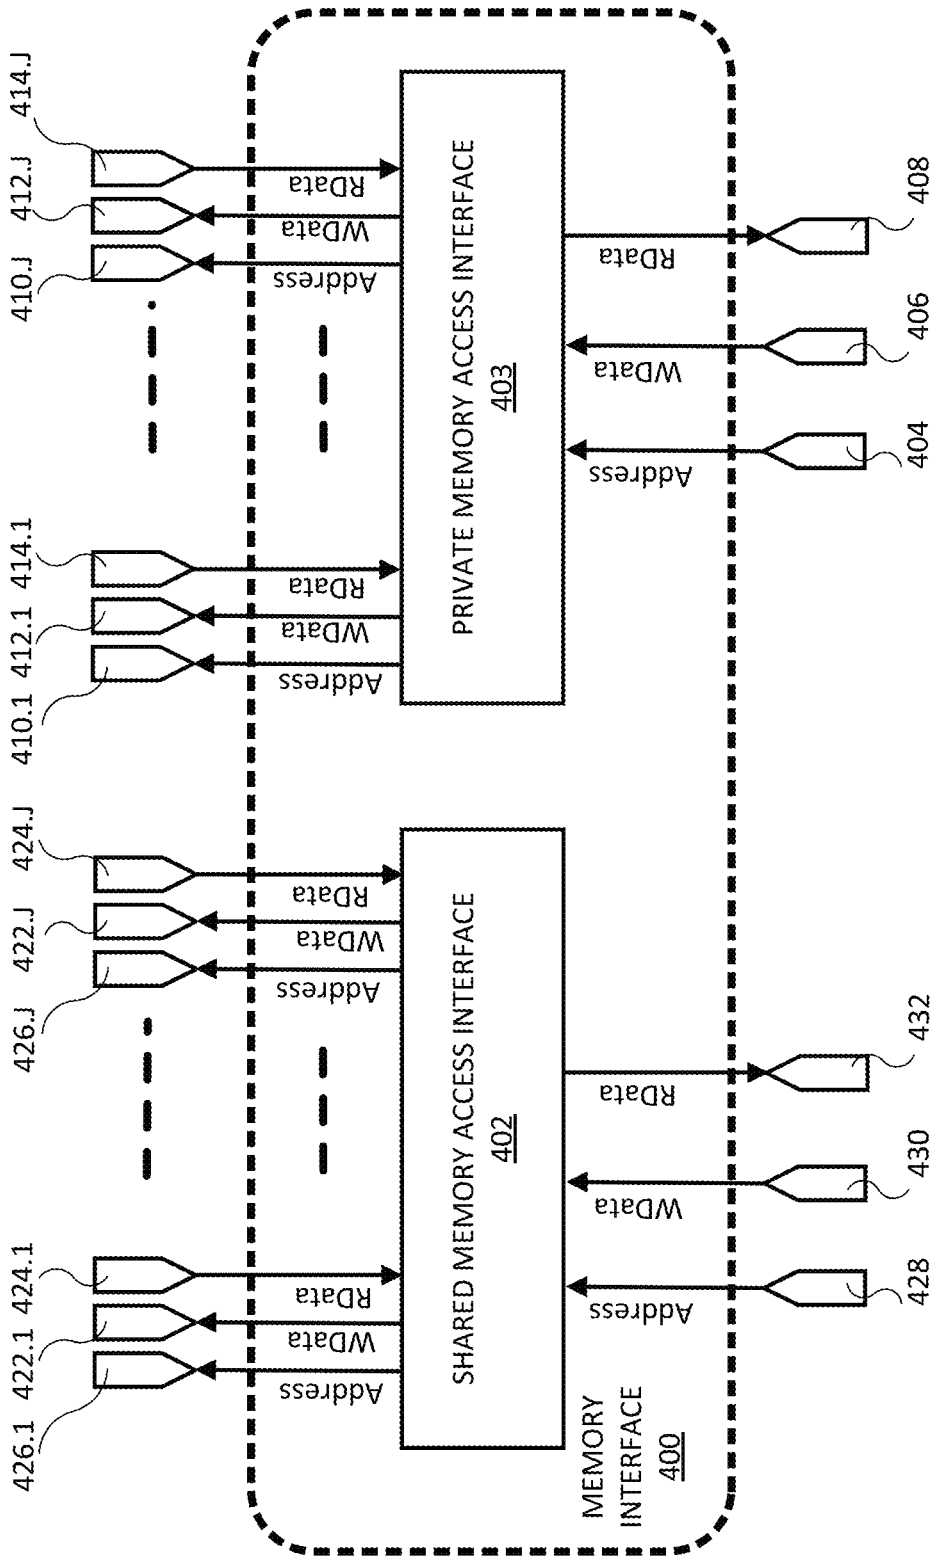 426.1
422.1
424.1
426.J
422.J
424.J
410.1
412.1
414.1
410.J
412.J
414.J
Address
WData
RData
Address
WData
RData
Address
WData
RData
Address
WData
RData
SHARED MEMORY ACCESS INTERFACE
402
PRIVATE MEMORY ACCESS INTERFACE
403
MEMORY
INTERFACE
400
Address
WData
RData
Address
WData
RData
428
430
432
404
406
408